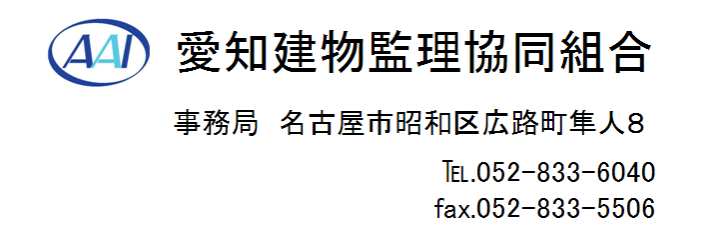 AAI 愛知建物監理協同組合
事務局　名古屋市昭和区広路町隼人８
℡.052-833-6040
fax.052-833-5506